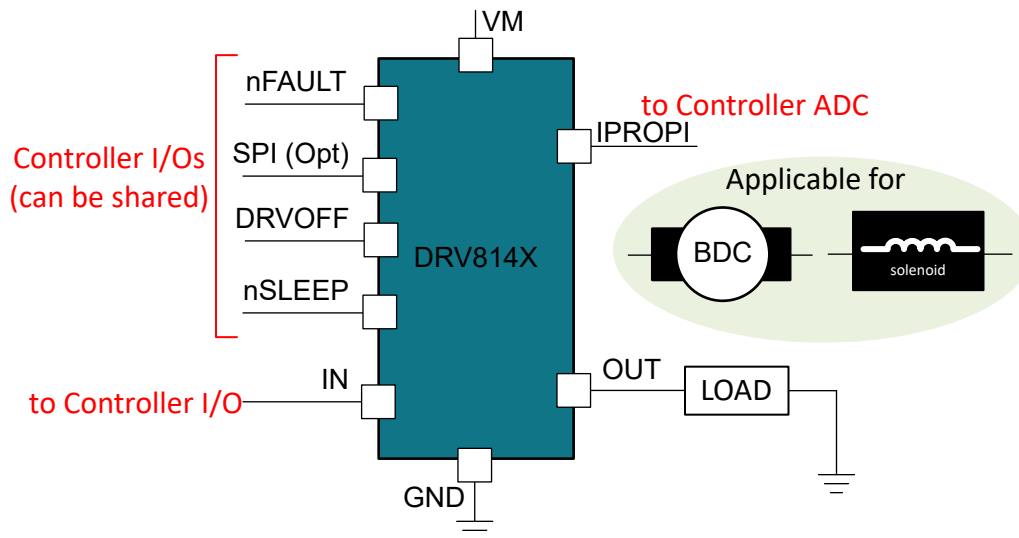 VM
nFAULT
to Controller ADC
IPROPI
SPI (Opt)
Controller I/Os
(can be shared)
Applicable for
DRVOFF
DRV814X
BDC
solenoid
nSLEEP
IN
OUT
LOAD
to Controller I/O
GND